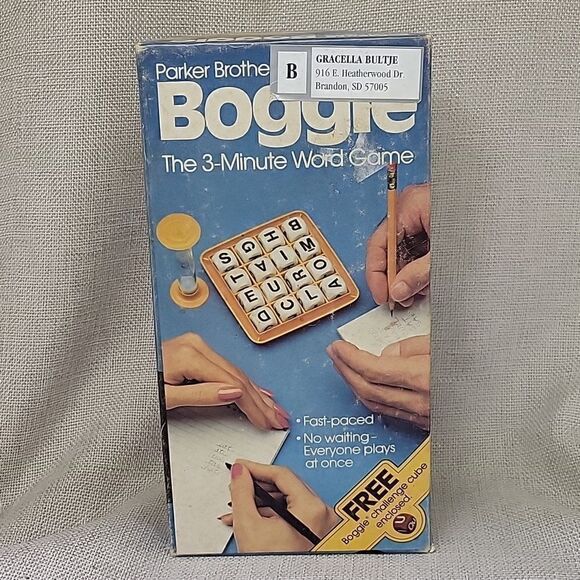 Parker Brothe
B
GRACELLA BULTJE
916 E. Heatherwood Dr.
Brandon, SD 57005
Boggle
The 3-Minute Word Game
S G H B
T A I M
E U R O
D C L A
• Fast-paced
• No waiting–
Everyone plays
at once
FREE
Boggle® challenge cube
enclosed